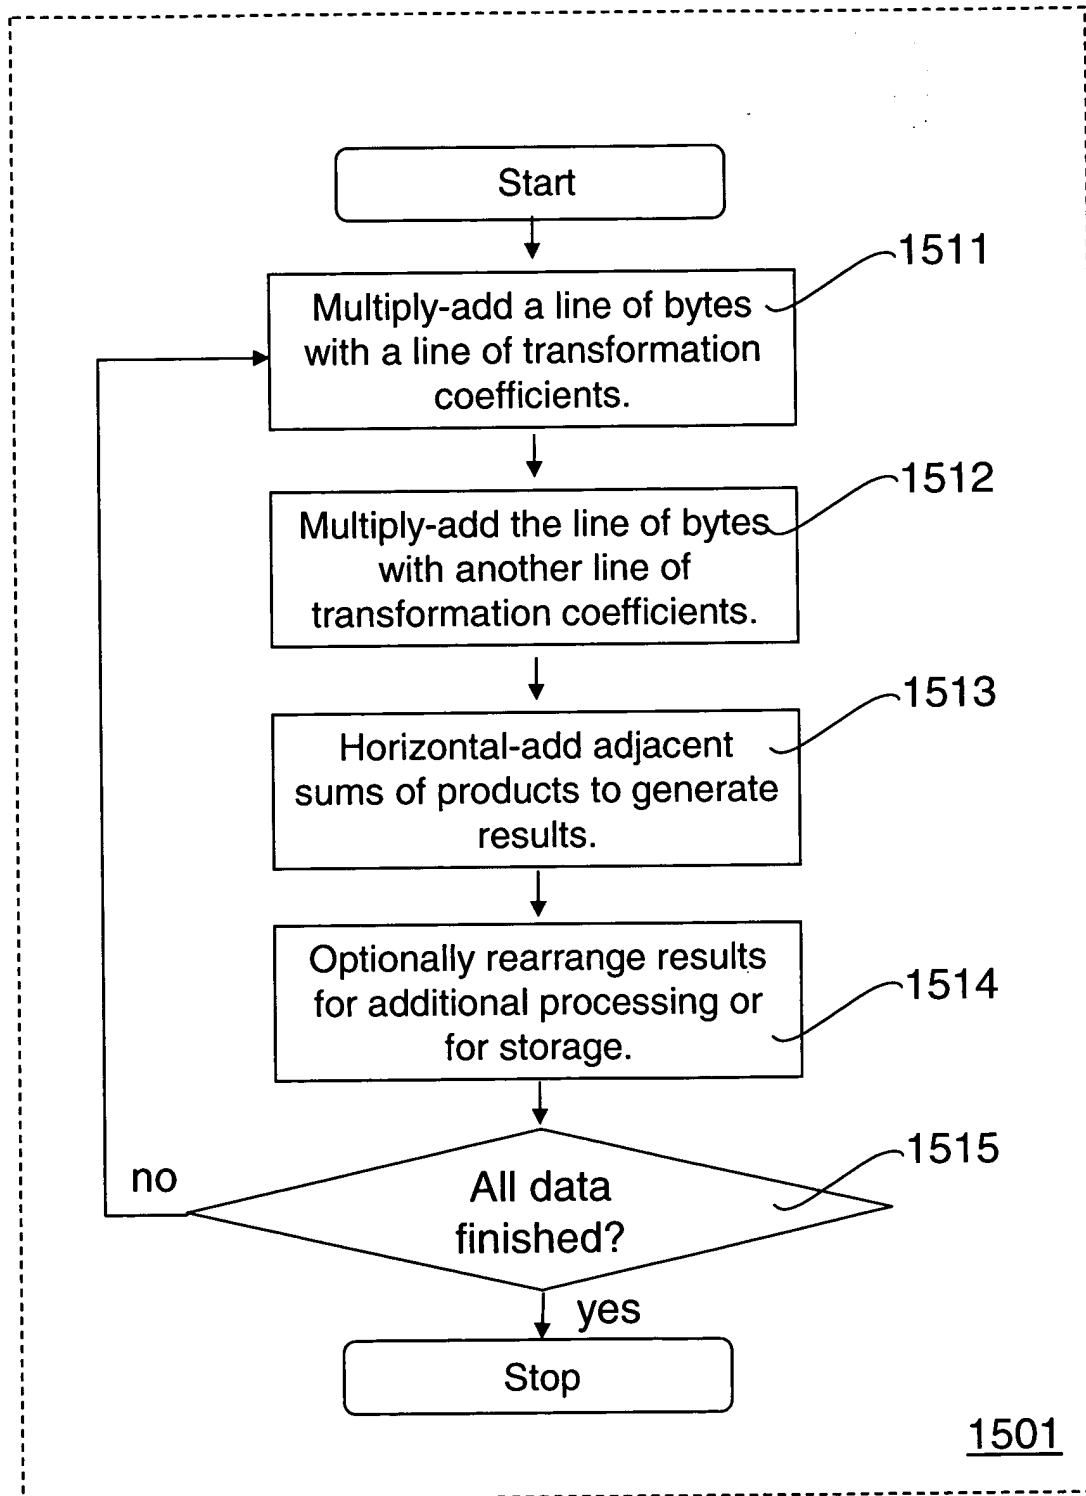 Start
1511
Multiply-add a line of bytes
with a line of transformation
coefficients.
1512
Multiply-add the line of bytes
with another line of
transformation coefficients.
1513
Horizontal-add adjacent
sums of products to generate
results.
Optionally rearrange results
for additional processing or
for storage.
1514
1515
no
All data
finished?
yes
Stop
1501